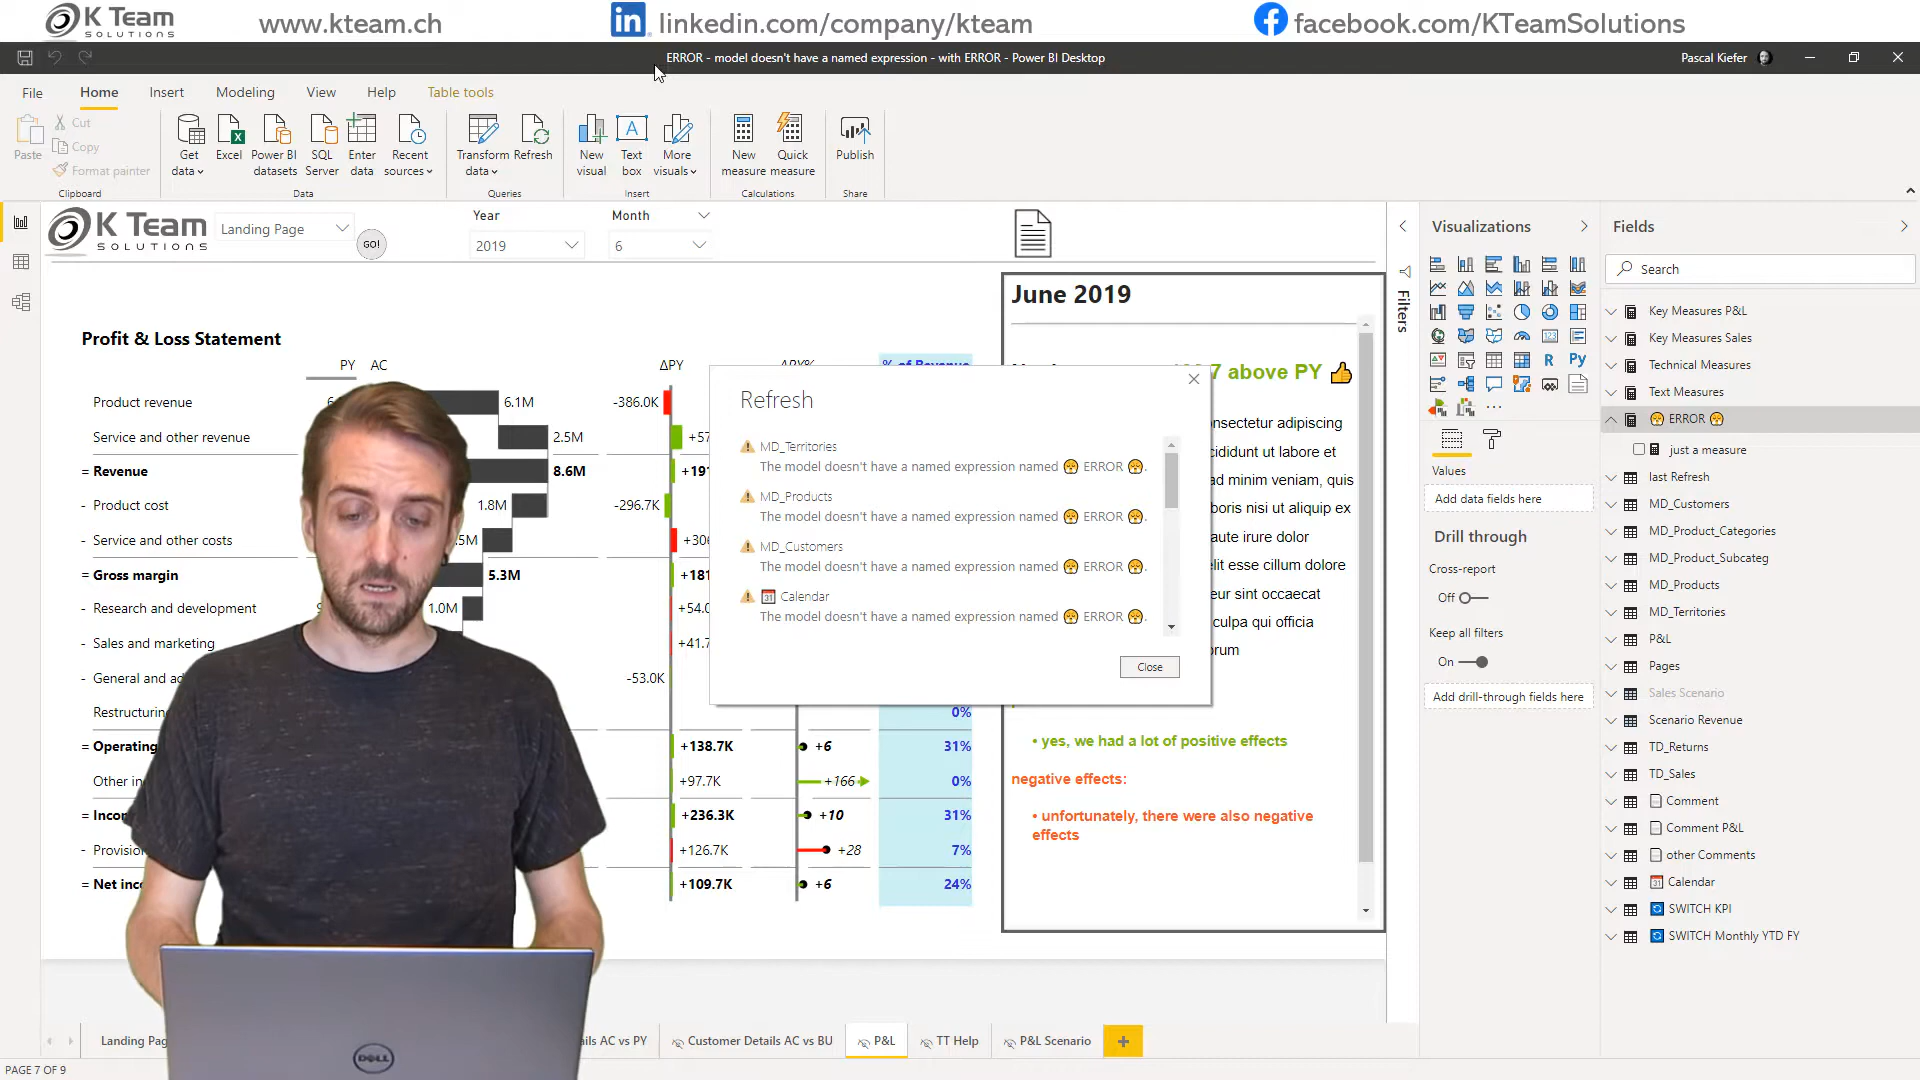 K Team
SOLUTIONS
www.kteam.ch
linkedin.com/company/kteam
facebook.com/KTeamSolutions
ERROR - model doesn't have a named expression - with ERROR - Power BI Desktop
Pascal Kiefer
File
Home
Insert
Modeling
View
Help
Table tools
Paste
Cut
Copy
Format painter
Get data
Excel
Power BI datasets
SQL Server
Enter data
Recent sources
Transform data
Refresh
New visual
Text box
More visuals
New measure
Quick measure
Publish
Clipboard
Data
Queries
Insert
Calculations
Share
K Team
SOLUTIONS
Landing Page
GO!
Year
2019
Month
6
June 2019
Profit & Loss Statement
PY AC ΔPY
Product revenue 6.1M -386.0K
Service and other revenue 2.5M
= Revenue 8.6M
- Product cost 1.8M -296.7K
- Service and other costs
= Gross margin 5.3M
- Research and development 1.0M
- Sales and marketing
-53.0K
0%
+138.7K +6 31%
+97.7K +166 0%
+236.3K +10 31%
+126.7K +28 7%
+109.7K +6 24%
Refresh
MD_Territories
The model doesn't have a named expression named 😤 ERROR 😤.
MD_Products
The model doesn't have a named expression named 😤 ERROR 😤.
MD_Customers
The model doesn't have a named expression named 😤 ERROR 😤.
Calendar
The model doesn't have a named expression named 😤 ERROR 😤.
Close
7 above PY 👍
onsectetur adipiscing
cididunt ut labore et
ad minim veniam, quis
boris nisi ut aliquip ex
aute irure dolor
elit esse cillum dolore
eur sint occaecat
culpa qui officia
orum
• yes, we had a lot of positive effects
negative effects:
• unfortunately, there were also negative
effects
Filters
Visualizations
R
Py
Values
Add data fields here
Drill through
Cross-report
Off
Keep all filters
On
Add drill-through fields here
Fields
Search
Key Measures P&L
Key Measures Sales
Technical Measures
Text Measures
😤 ERROR 😤
just a measure
last Refresh
MD_Customers
MD_Product_Categories
MD_Product_Subcateg
MD_Products
MD_Territories
P&L
Pages
Sales Scenario
Scenario Revenue
TD_Returns
TD_Sales
Comment
Comment P&L
other Comments
Calendar
SWITCH KPI
SWITCH Monthly YTD FY
Landing Pag
ails AC vs PY
Customer Details AC vs BU
P&L
TT Help
P&L Scenario
PAGE 7 OF 9
DELL